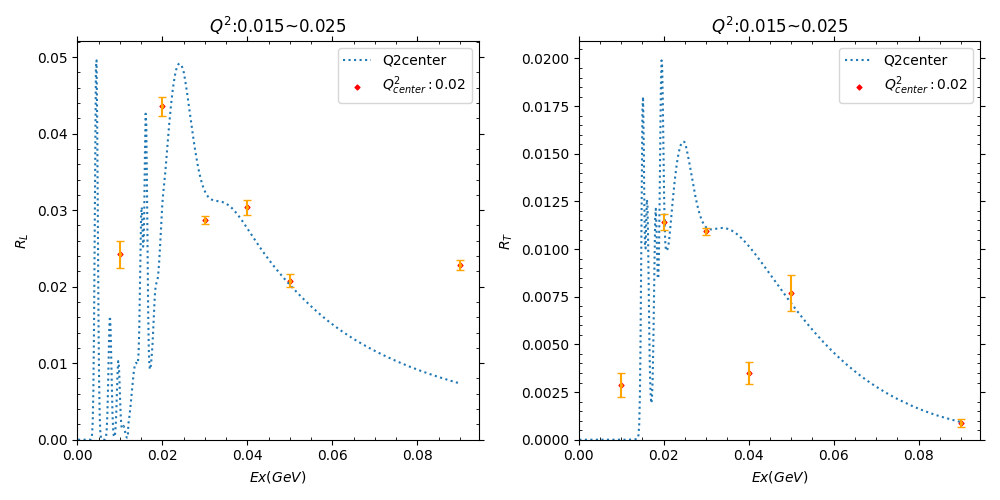 Q²:0.015~0.025
0.05
0.04
0.03
0.02
0.01
0.00
R_L
0.00 0.02 0.04 0.06 0.08
Ex(GeV)
Q2center
Q²_center : 0.02
Q²:0.015~0.025
0.0200
0.0175
0.0150
0.0125
0.0100
0.0075
0.0050
0.0025
0.0000
R_T
0.00 0.02 0.04 0.06 0.08
Ex(GeV)
Q2center
Q²_center : 0.02